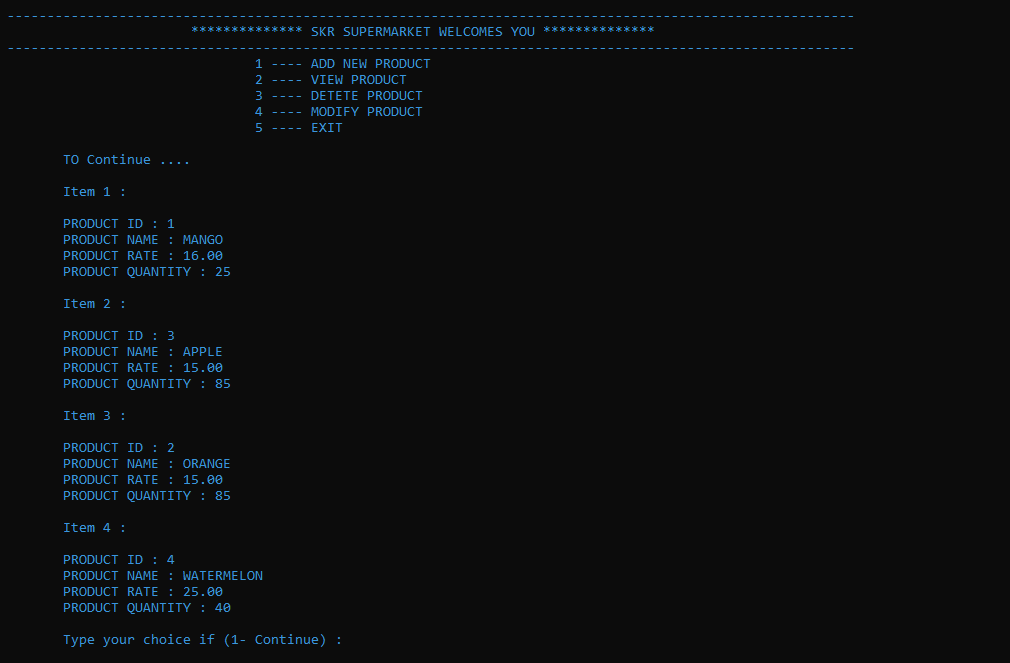 ----------------------------------------------------------------------------------------------------------
************** SKR SUPERMARKET WELCOMES YOU **************
----------------------------------------------------------------------------------------------------------
1 ---- ADD NEW PRODUCT
2 ---- VIEW PRODUCT
3 ---- DETETE PRODUCT
4 ---- MODIFY PRODUCT
5 ---- EXIT
TO Continue ....
Item 1 :
PRODUCT ID : 1
PRODUCT NAME : MANGO
PRODUCT RATE : 16.00
PRODUCT QUANTITY : 25
Item 2 :
PRODUCT ID : 3
PRODUCT NAME : APPLE
PRODUCT RATE : 15.00
PRODUCT QUANTITY : 85
Item 3 :
PRODUCT ID : 2
PRODUCT NAME : ORANGE
PRODUCT RATE : 15.00
PRODUCT QUANTITY : 85
Item 4 :
PRODUCT ID : 4
PRODUCT NAME : WATERMELON
PRODUCT RATE : 25.00
PRODUCT QUANTITY : 40
Type your choice if (1- Continue) :